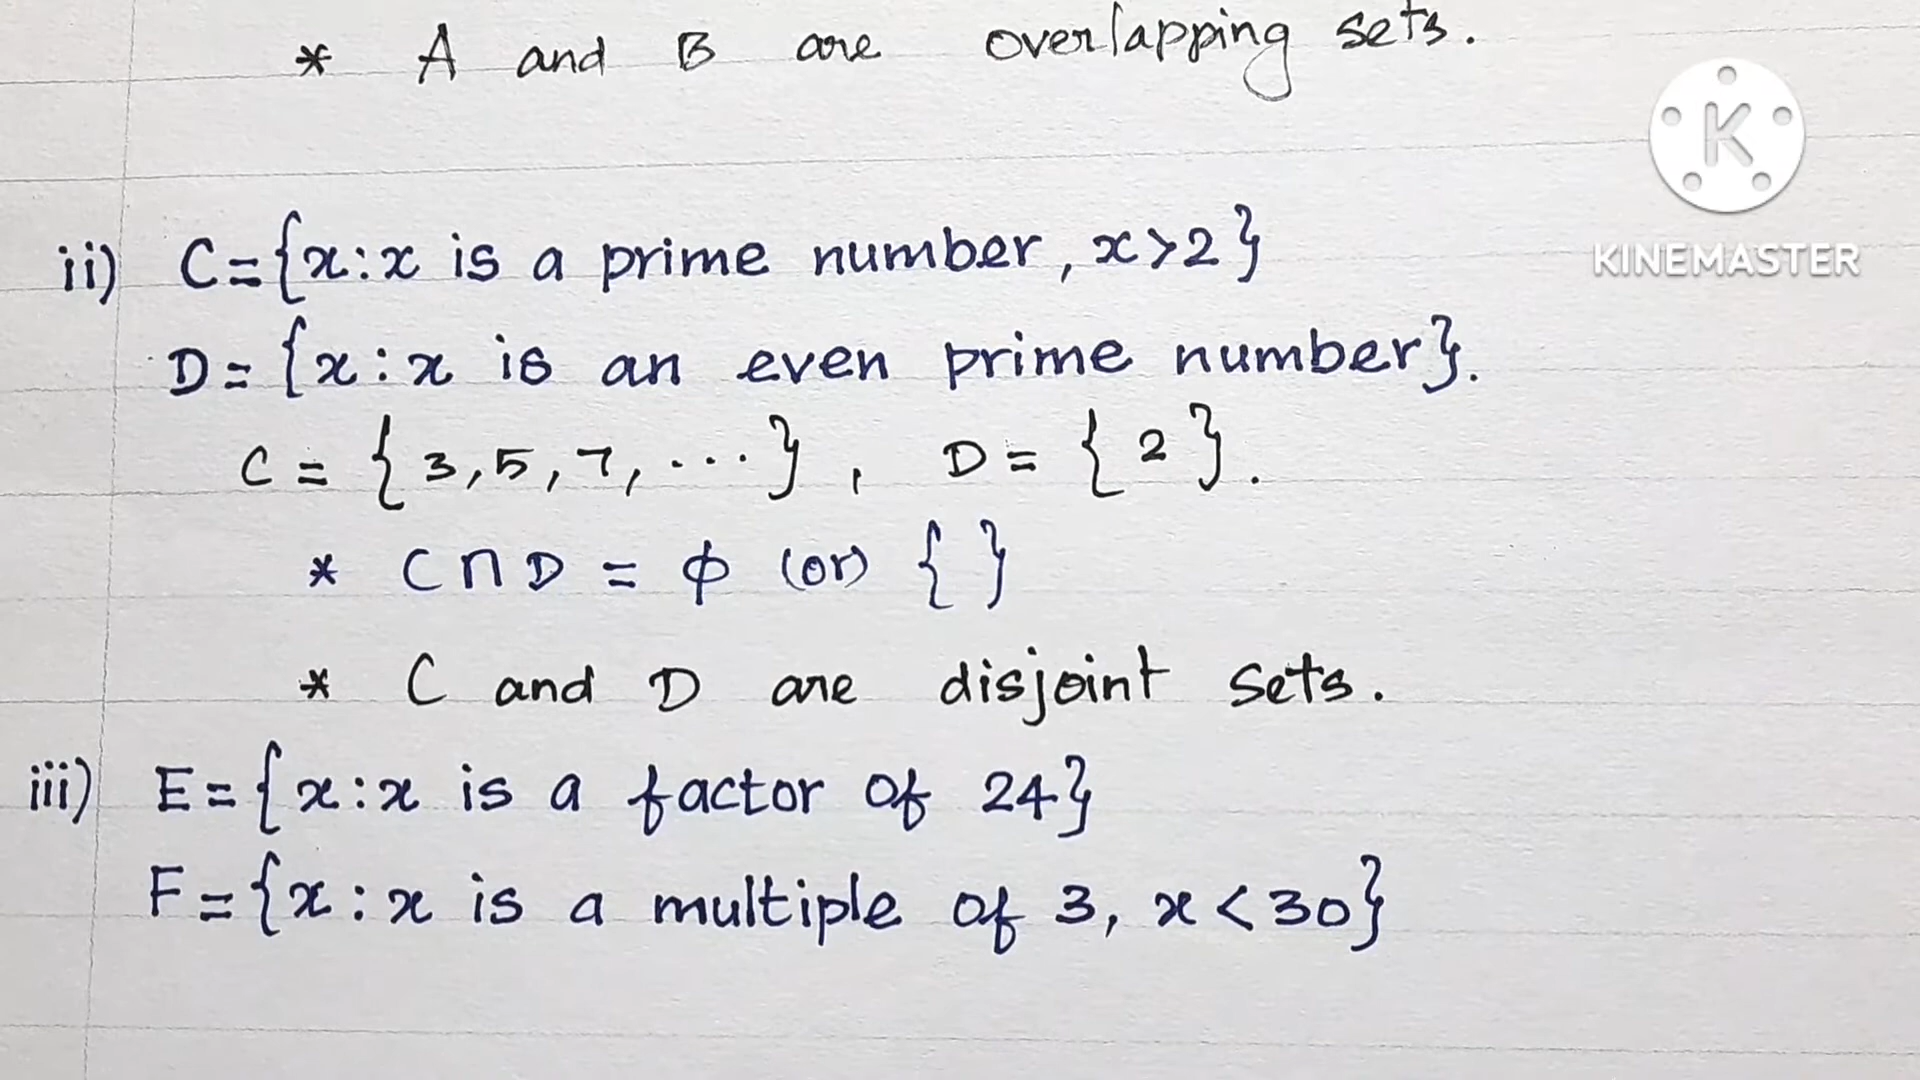 * A and B are overlapping sets.
K
KINEMASTER
ii) C={x:x is a prime number, x>2}
D={x:x is an even prime number}.
C = {3,5,7, ...}, D = {2}.
* C∩D = ϕ (or) { }
* C and D are disjoint sets.
iii) E={x:x is a factor of 24}
F={x:x is a multiple of 3, x<30}